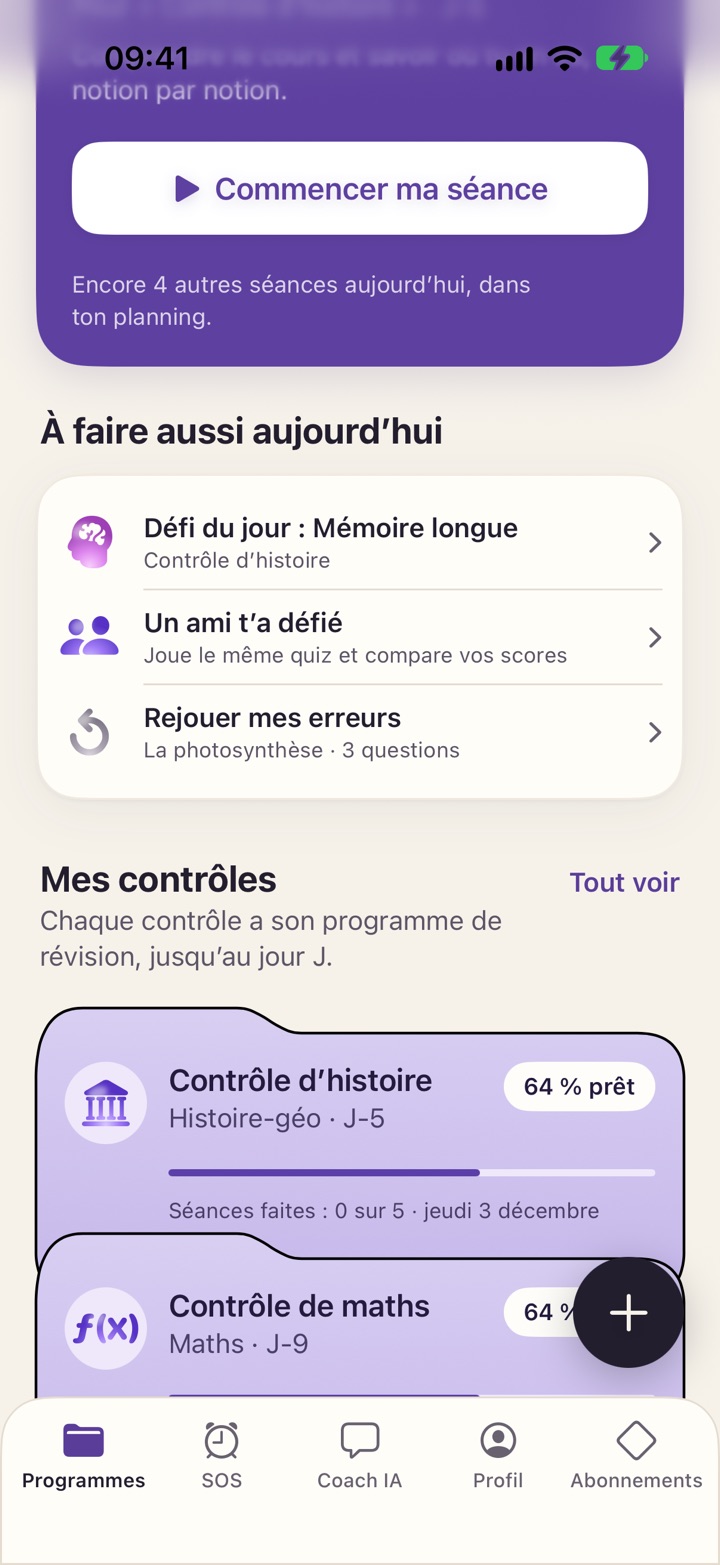 09:41
notion par notion.
Commencer ma séance
Encore 4 autres séances aujourd’hui, dans
ton planning.
À faire aussi aujourd’hui
Défi du jour : Mémoire longue
Contrôle d’histoire
Un ami t’a défié
Joue le même quiz et compare vos scores
Rejouer mes erreurs
La photosynthèse · 3 questions
Mes contrôles
Tout voir
Chaque contrôle a son programme de
révision, jusqu’au jour J.
Contrôle d’histoire
64 % prêt
Histoire-géo · J-5
Séances faites : 0 sur 5 · jeudi 3 décembre
f(x)
Contrôle de maths
64 %
Maths · J-9
Programmes
SOS
Coach IA
Profil
Abonnements